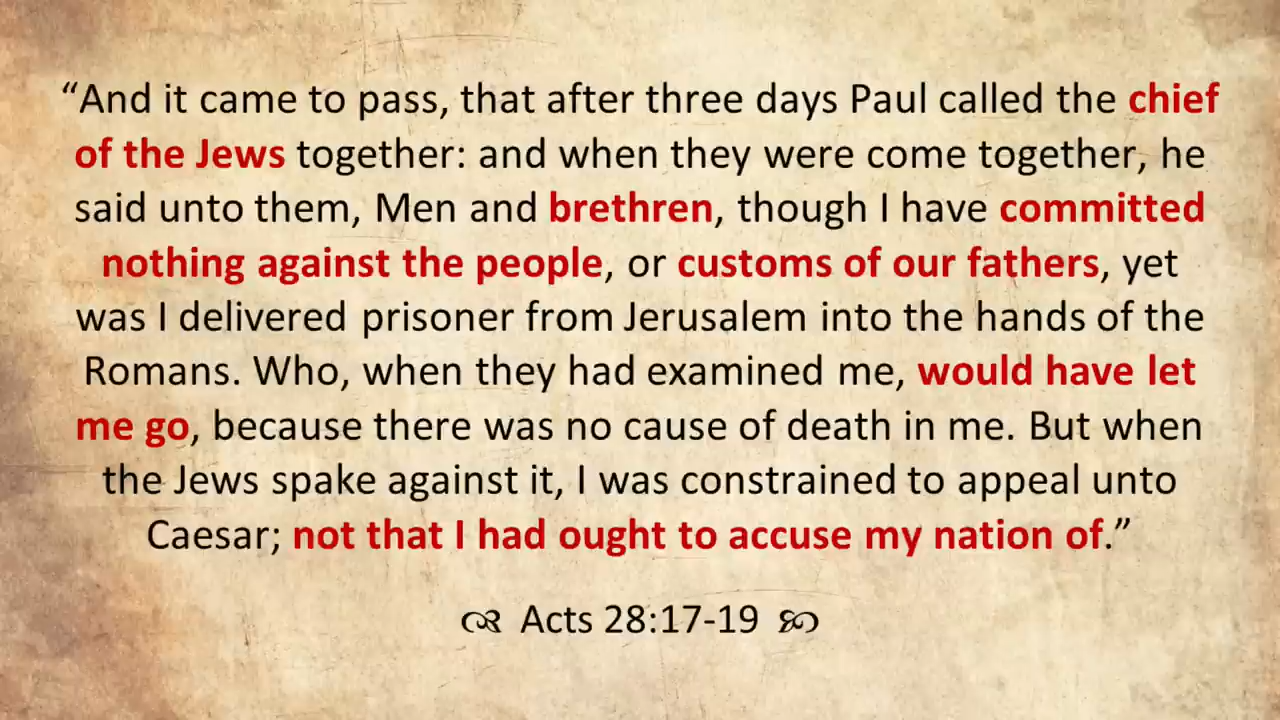 “And it came to pass, that after three days Paul called the chief
of the Jews together: and when they were come together, he
said unto them, Men and brethren, though I have committed
nothing against the people, or customs of our fathers, yet
was I delivered prisoner from Jerusalem into the hands of the
Romans. Who, when they had examined me, would have let
me go, because there was no cause of death in me. But when
the Jews spake against it, I was constrained to appeal unto
Caesar; not that I had ought to accuse my nation of.”
Acts 28:17-19